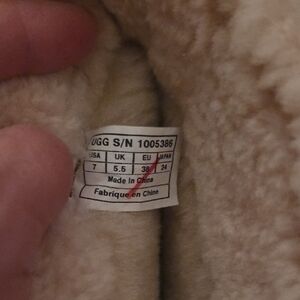 UGG S/N 1005386
USA UK EU JAPAN
7 5.5 38 24
Made in China
Fabriqué en Chine